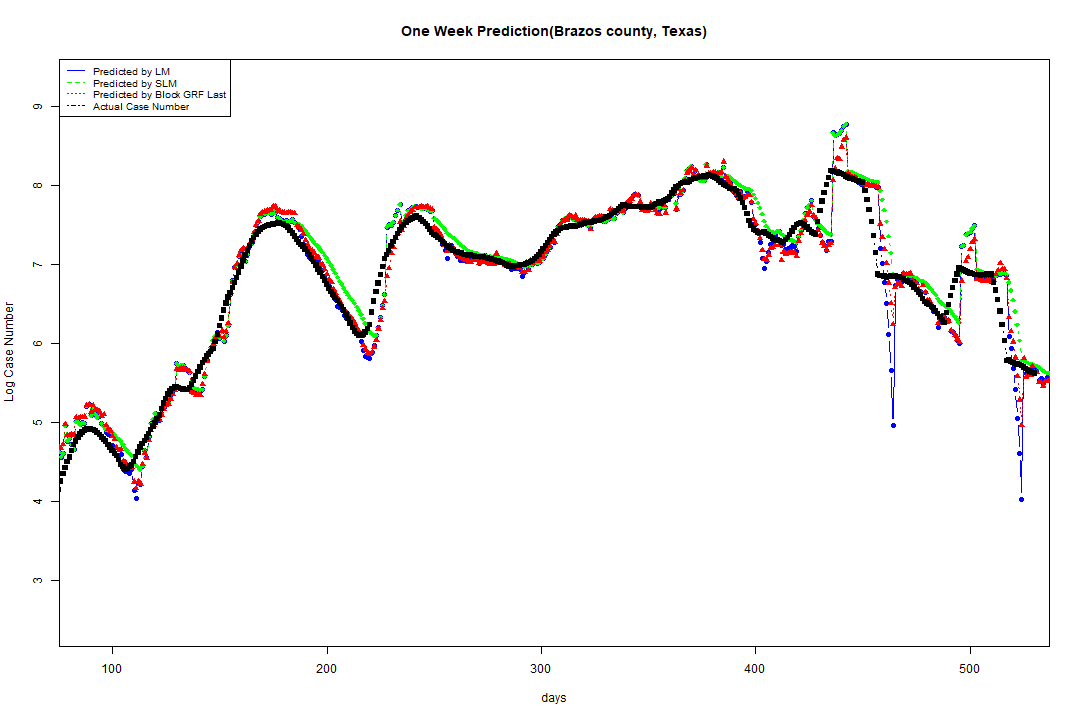 One Week Prediction(Brazos county, Texas)
Predicted by LM
Predicted by SLM
Predicted by Block GRF Last
Actual Case Number
9
8
7
6
5
4
3
Log Case Number
100 200 300 400 500
days